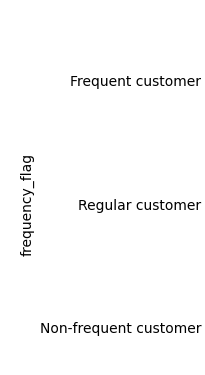 Frequent customer
Regular customer
frequency_flag
Non-frequent customer